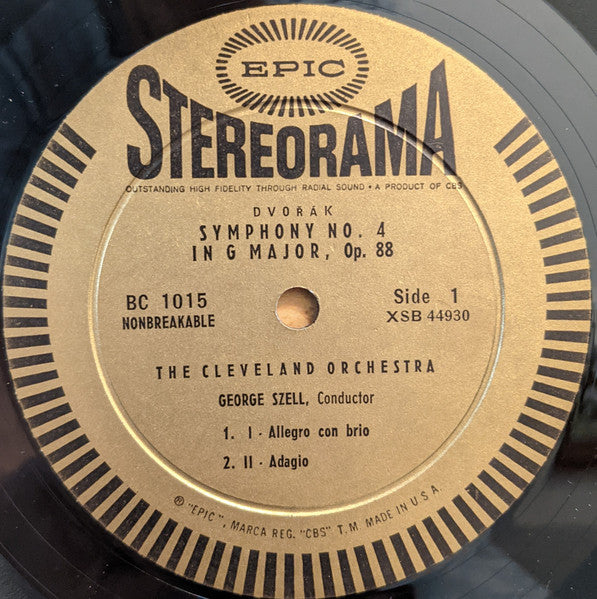 EPIC
STEREORAMA
OUTSTANDING HIGH FIDELITY THROUGH RADIAL SOUND • A PRODUCT OF CBS
DVOŘÁK
SYMPHONY NO. 4
IN G MAJOR, Op. 88
BC 1015
NONBREAKABLE
Side 1
XSB 44930
THE CLEVELAND ORCHESTRA
GEORGE SZELL, Conductor
1. I - Allegro con brio
2. II - Adagio
® "EPIC", MARCA REG. "CBS" T.M. MADE IN U.S.A.